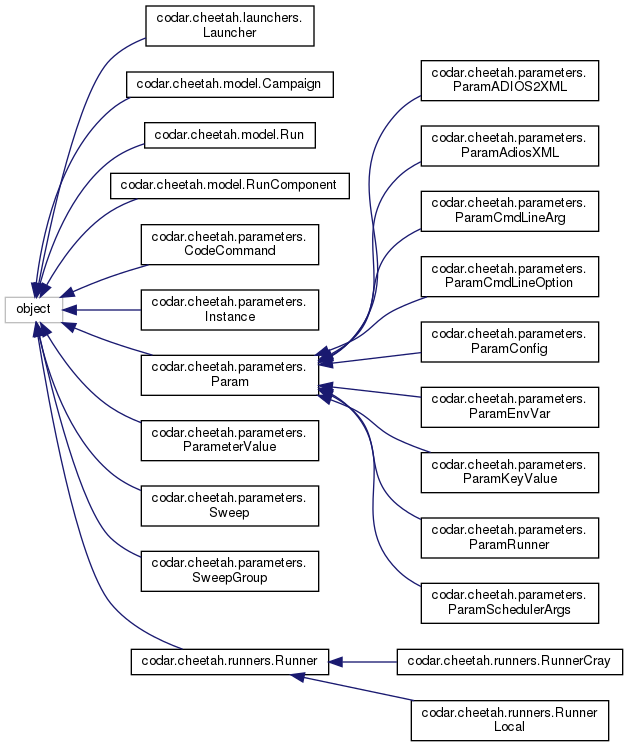 object
codar.cheetah.launchers.
Launcher
codar.cheetah.model.Campaign
codar.cheetah.model.Run
codar.cheetah.model.RunComponent
codar.cheetah.parameters.
CodeCommand
codar.cheetah.parameters.
Instance
codar.cheetah.parameters.
Param
codar.cheetah.parameters.
ParameterValue
codar.cheetah.parameters.
Sweep
codar.cheetah.parameters.
SweepGroup
codar.cheetah.runners.Runner
codar.cheetah.parameters.
ParamADIOS2XML
codar.cheetah.parameters.
ParamAdiosXML
codar.cheetah.parameters.
ParamCmdLineArg
codar.cheetah.parameters.
ParamCmdLineOption
codar.cheetah.parameters.
ParamConfig
codar.cheetah.parameters.
ParamEnvVar
codar.cheetah.parameters.
ParamKeyValue
codar.cheetah.parameters.
ParamRunner
codar.cheetah.parameters.
ParamSchedulerArgs
codar.cheetah.runners.RunnerCray
codar.cheetah.runners.Runner
Local